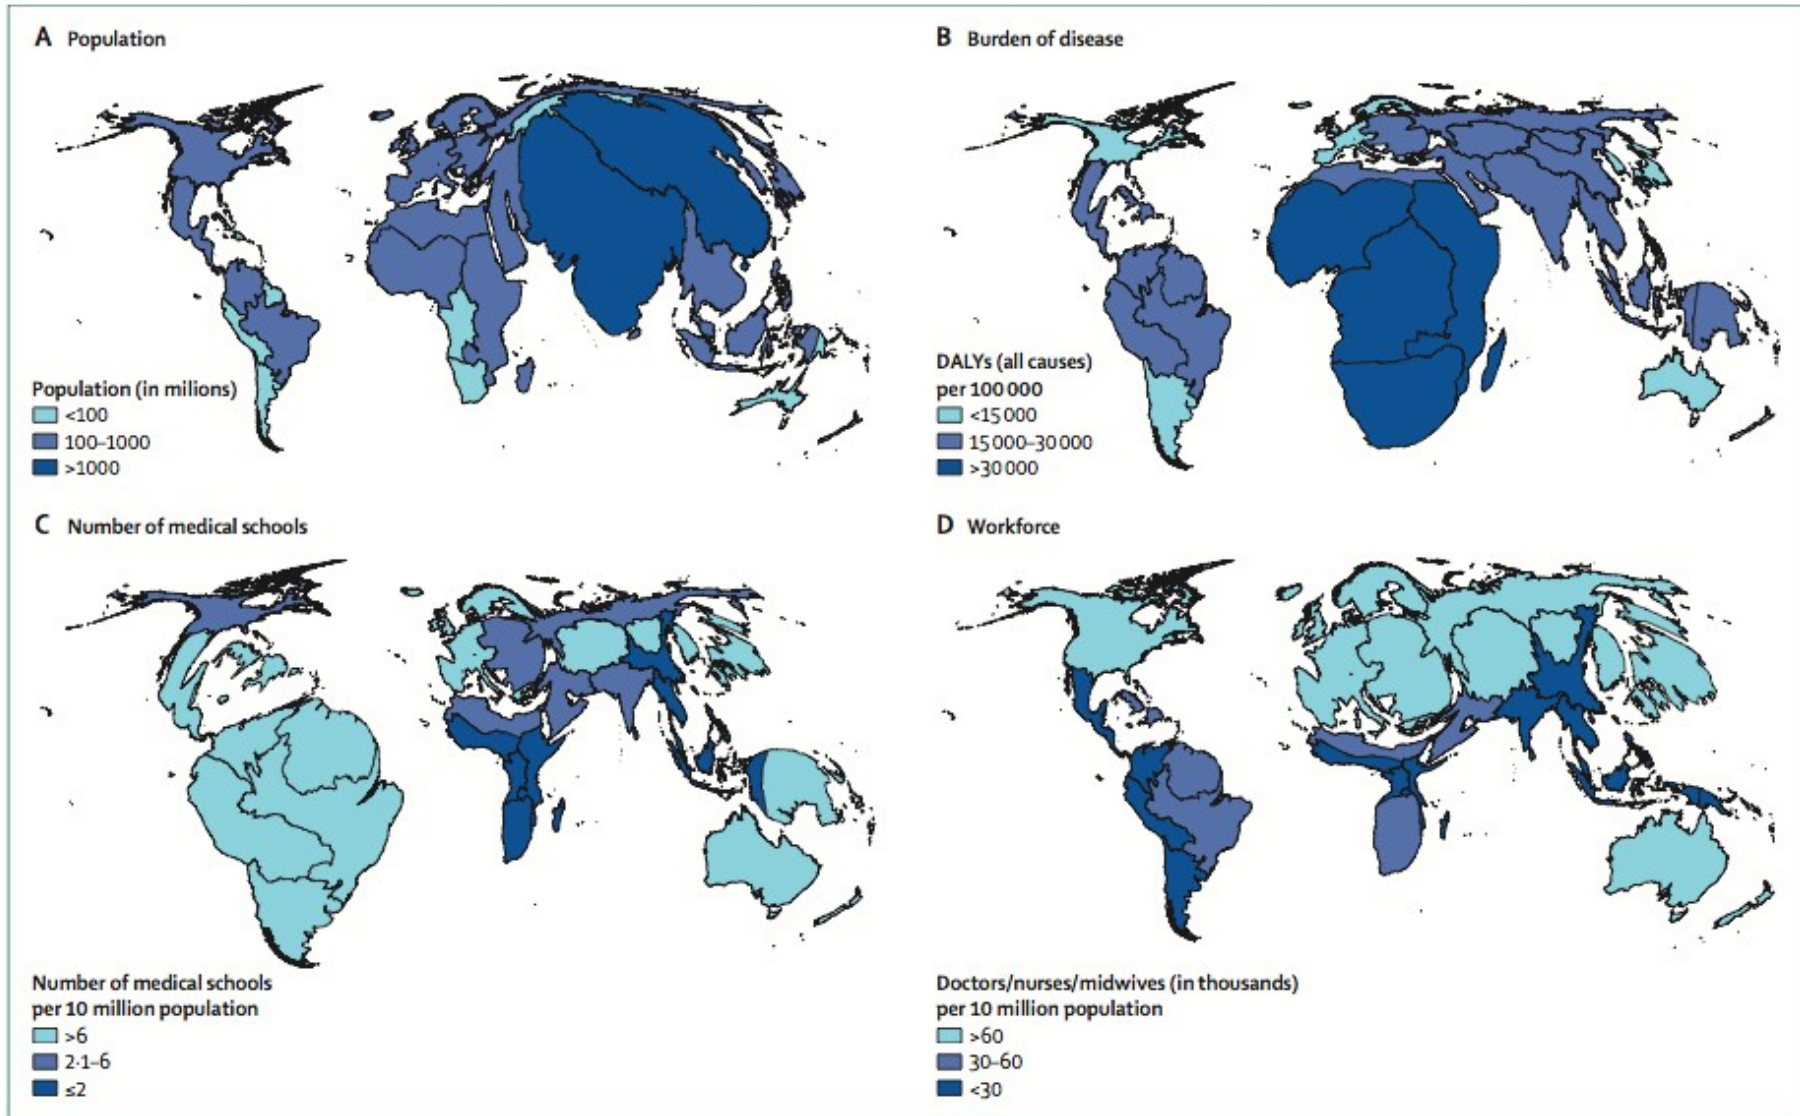 A Population
Population (in milions)
<100
100–1000
>1000
B Burden of disease
DALYs (all causes)
per 100 000
<15 000
15 000–30 000
>30 000
C Number of medical schools
Number of medical schools
per 10 million population
>6
2·1–6
≤2
D Workforce
Doctors/nurses/midwives (in thousands)
per 10 million population
>60
30–60
<30